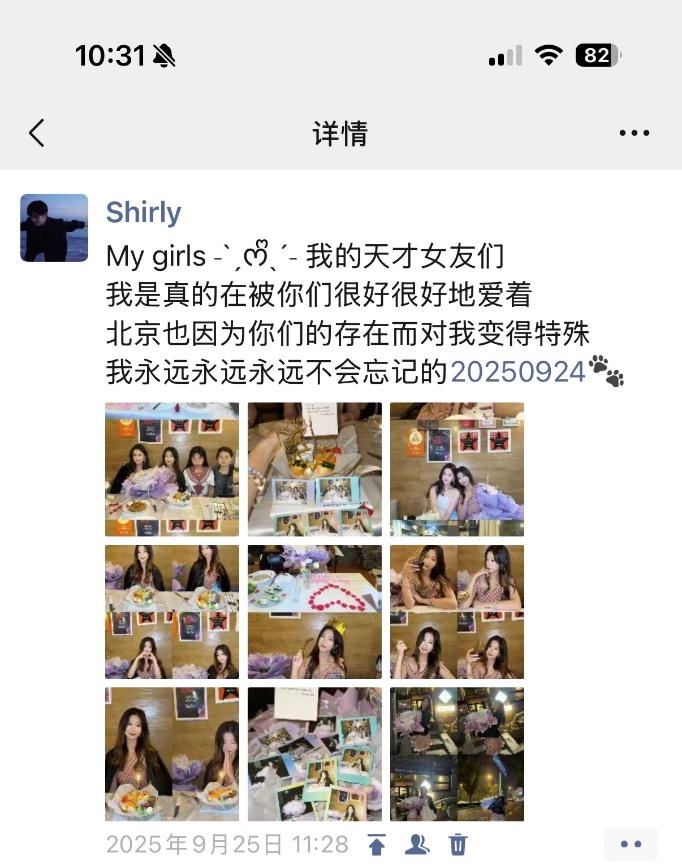 10:31
82
详情
Shirly
My girls -ˋˏ ෆ ˎˊ- 我的天才女友们
我是真的在被你们很好很好地爱着
北京也因为你们的存在而对我变得特殊
我永远永远永远不会忘记的20250924🐾
2025年9月25日 11:28